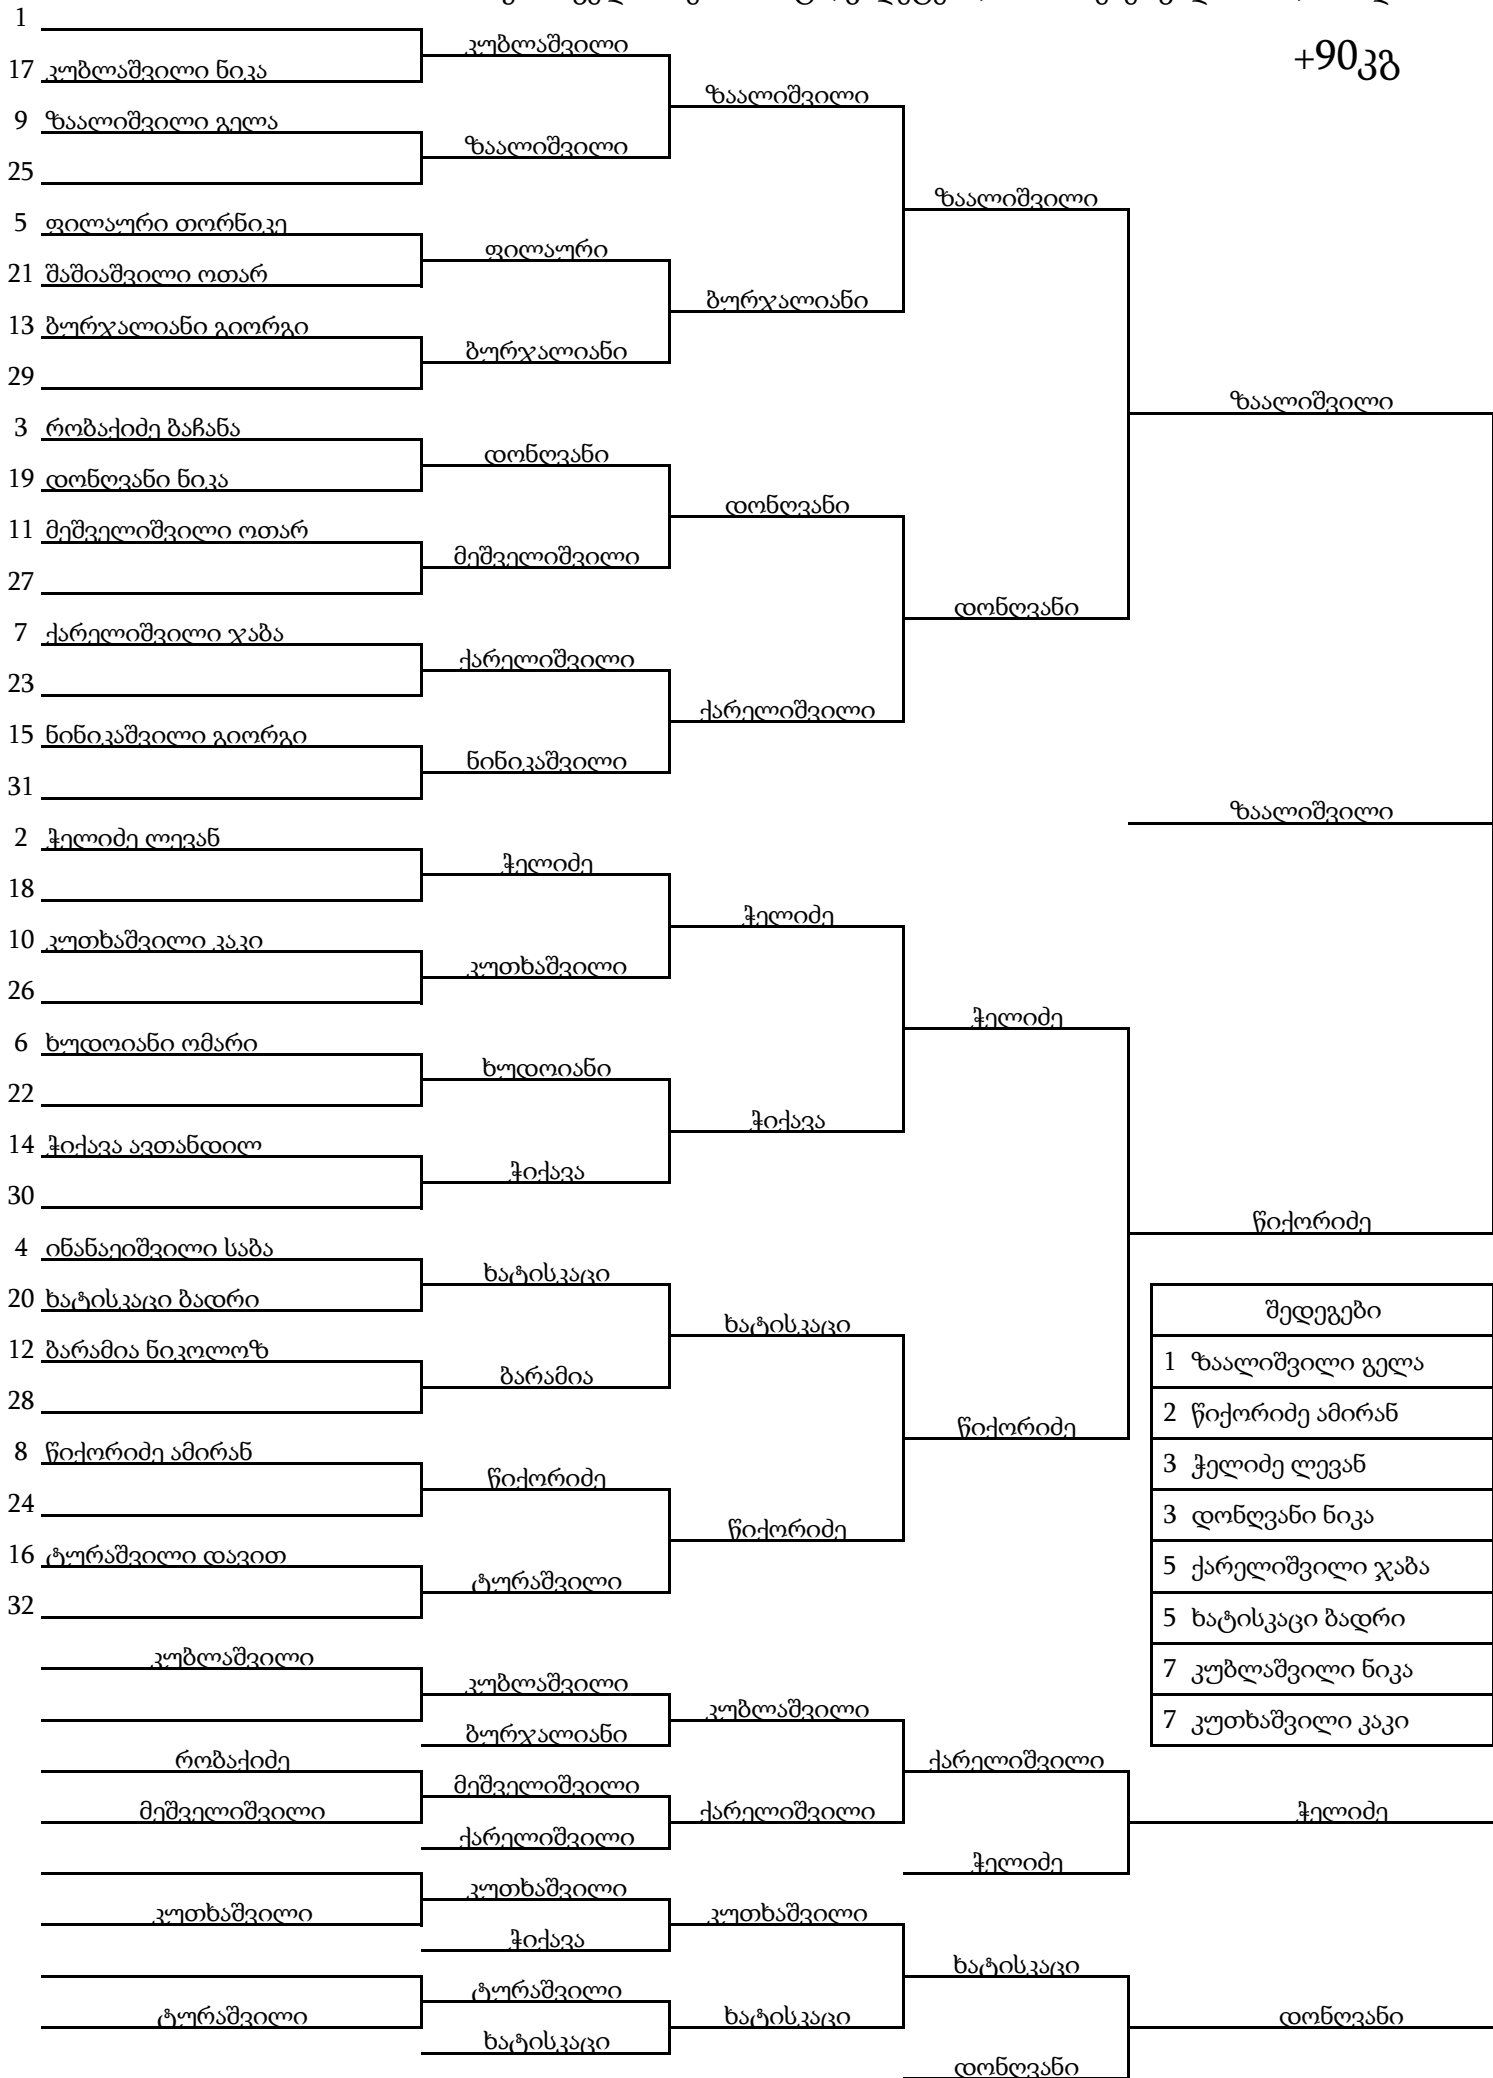 1
კუბლაშვილი
+90კგ
17 კუბლაშვილი ნიკა
ზაალიშვილი
9 ზაალიშვილი გელა
ზაალიშვილი
25
ზაალიშვილი
5 ფილაური თორნიკე
ფილაური
21 შაშიაშვილი ოთარ
ბურჯალიანი
13 ბურჯალიანი გიორგი
ბურჯალიანი
29
ზაალიშვილი
3 რობაქიძე ბაჩანა
დონღვანი
19 დონღვანი ნიკა
დონღვანი
11 მეშველიშვილი ოთარ
მეშველიშვილი
27
დონღვანი
7 ქარელიშვილი ჯაბა
ქარელიშვილი
23
ქარელიშვილი
15 ნინიკაშვილი გიორგი
ნინიკაშვილი
31
ზაალიშვილი
2 ჭელიძე ლევან
ჭელიძე
18
ჭელიძე
10 კუთხაშვილი კაკი
კუთხაშვილი
26
ჭელიძე
6 ხუდოიანი ომარი
ხუდოიანი
22
ჭიქავა
14 ჭიქავა ავთანდილ
ჭიქავა
30
წიქორიძე
4 ინანაეიშვილი საბა
ხატისკაცი
20 ხატისკაცი ბადრი
შედეგები
ხატისკაცი
12 ბარამია ნიკოლოზ
1 ზაალიშვილი გელა
ბარამია
28
2 წიქორიძე ამირან
წიქორიძე
8 წიქორიძე ამირან
3 ჭელიძე ლევან
წიქორიძე
24
3 დონღვანი ნიკა
წიქორიძე
16 ტურაშვილი დავით
5 ქარელიშვილი ჯაბა
ტურაშვილი
32
5 ხატისკაცი ბადრი
კუბლაშვილი
7 კუბლაშვილი ნიკა
კუბლაშვილი
კუბლაშვილი
7 კუთხაშვილი კაკი
ბურჯალიანი
რობაქიძე
ქარელიშვილი
მეშველიშვილი
მეშველიშვილი
ქარელიშვილი
ჭელიძე
ქარელიშვილი
ჭელიძე
კუთხაშვილი
კუთხაშვილი
კუთხაშვილი
ჭიქავა
ხატისკაცი
ტურაშვილი
ტურაშვილი
ხატისკაცი
დონღვანი
ხატისკაცი
დონღვანი